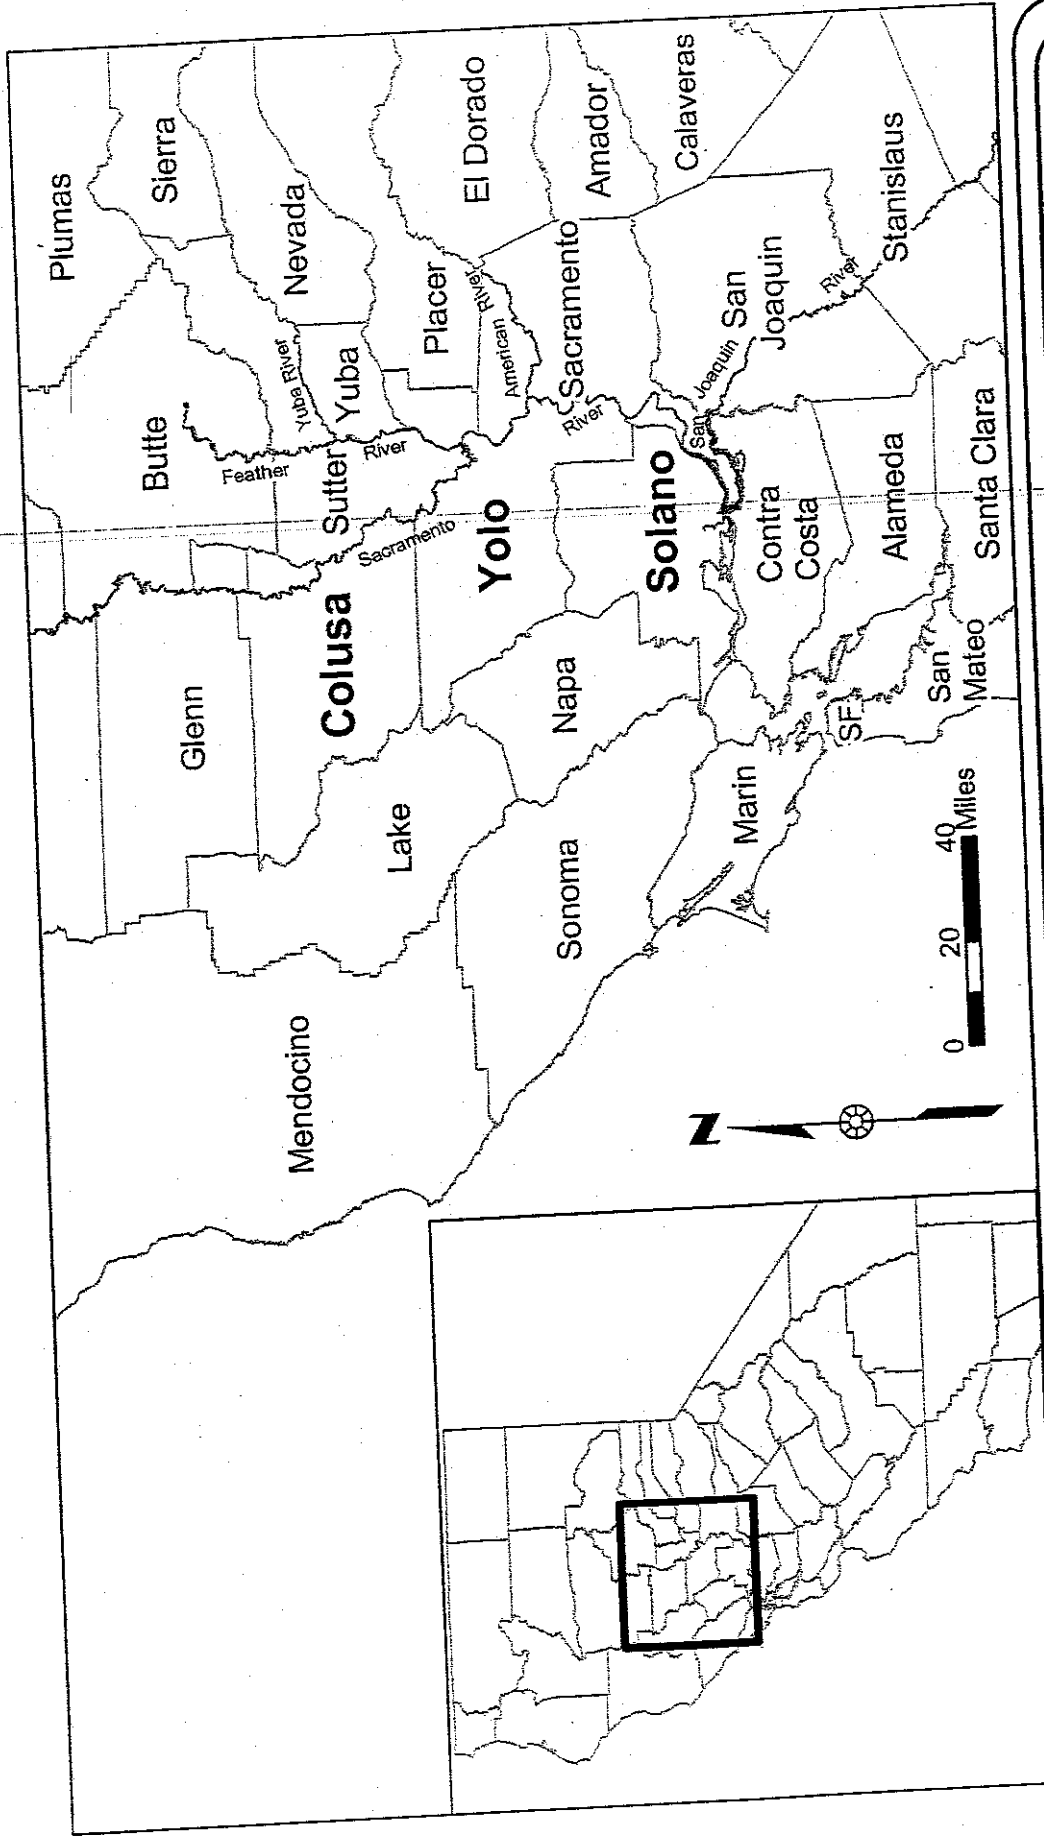 Plumas
Sierra
Butte
Glenn
Mendocino
Nevada
Yuba River
Feather
River
Yuba
Sutter
Colusa
Lake
Sacramento
Placer
El Dorado
American
River
Yolo
Napa
Sonoma
Amador
Sacramento
River
Calaveras
Solano
San
Joaquin
San
Joaquin
River
Contra
Costa
Marin
SF
Stanislaus
Alameda
Santa Clara
San
Mateo
N
0
20
40
Miles